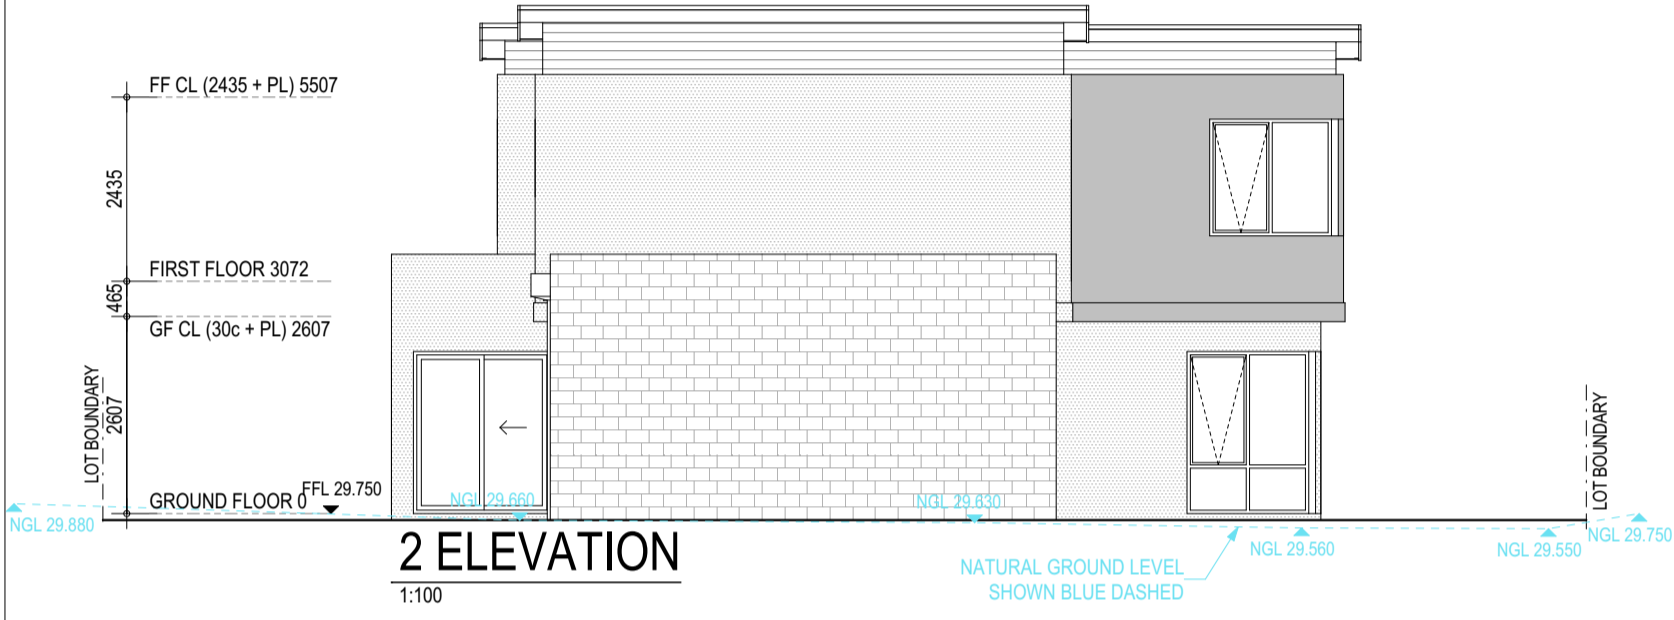 FF CL (2435 + PL) 5507
2435
FIRST FLOOR 3072
465
GF CL (30c + PL) 2607
LOT BOUNDARY
2607
LOT BOUNDARY
GROUND FLOOR 0
FFL 29.750
NGL 29.660
NGL 29.630
NGL 29.880
NGL 29.560
NGL 29.550
NGL 29.750
2 ELEVATION
1:100
NATURAL GROUND LEVEL
SHOWN BLUE DASHED